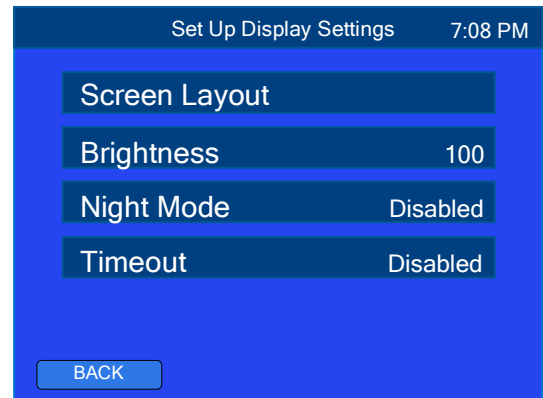 Set Up Display Settings 7:08 PM
Screen Layout
Brightness 100
Night Mode Disabled
Timeout Disabled
BACK